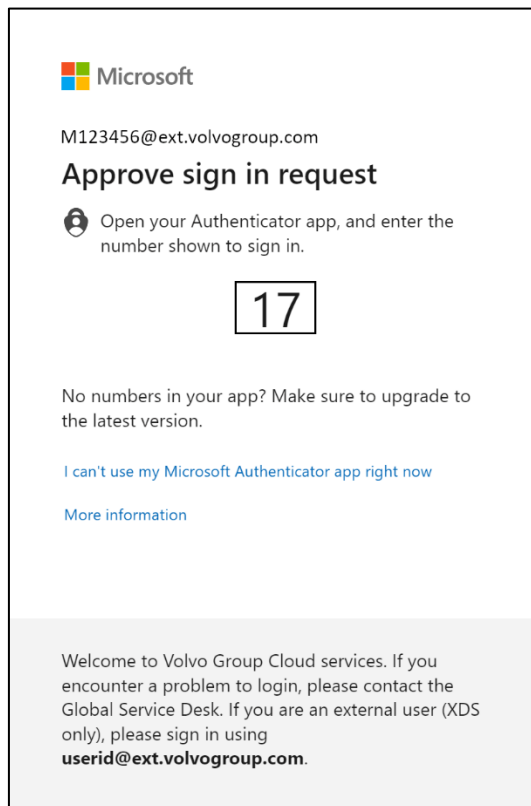 Microsoft
M123456@ext.volvogroup.com
Approve sign in request
Open your Authenticator app, and enter the
number shown to sign in.
17
No numbers in your app? Make sure to upgrade to
the latest version.
I can't use my Microsoft Authenticator app right now
More information
Welcome to Volvo Group Cloud services. If you
encounter a problem to login, please contact the
Global Service Desk. If you are an external user (XDS
only), please sign in using
userid@ext.volvogroup.com.